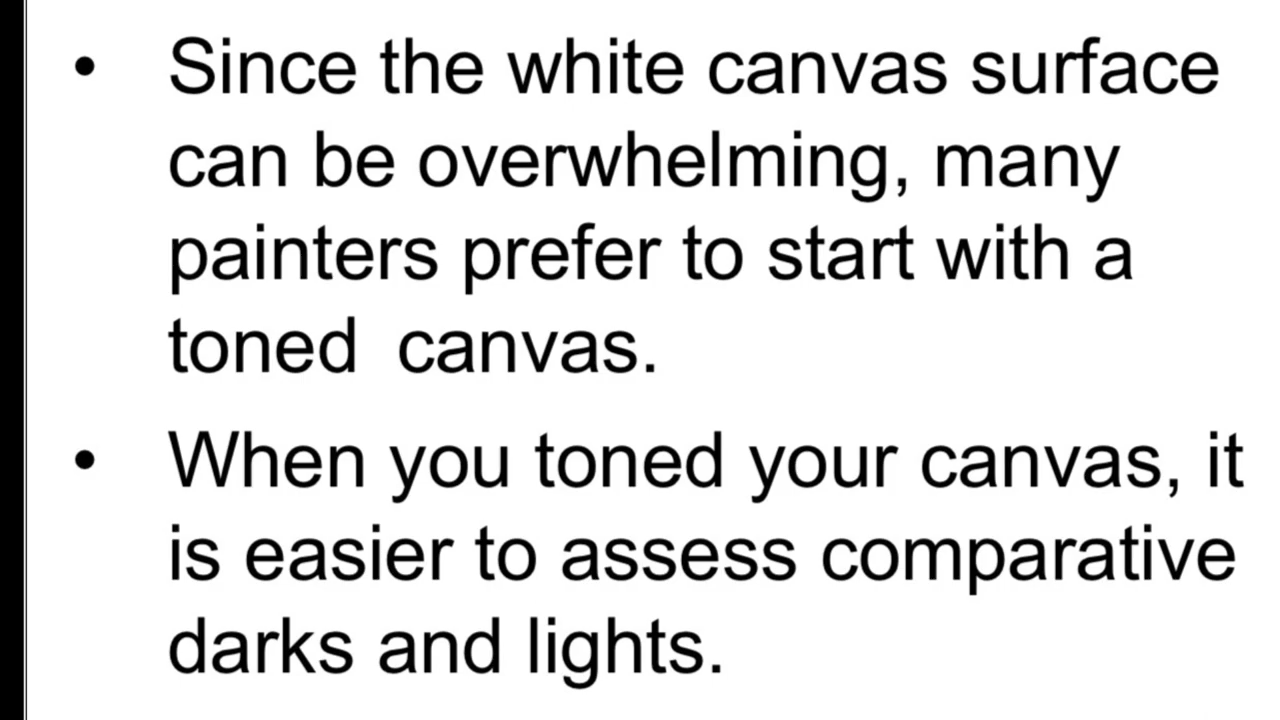 • Since the white canvas surface
can be overwhelming, many
painters prefer to start with a
toned  canvas.
• When you toned your canvas, it
is easier to assess comparative
darks and lights.